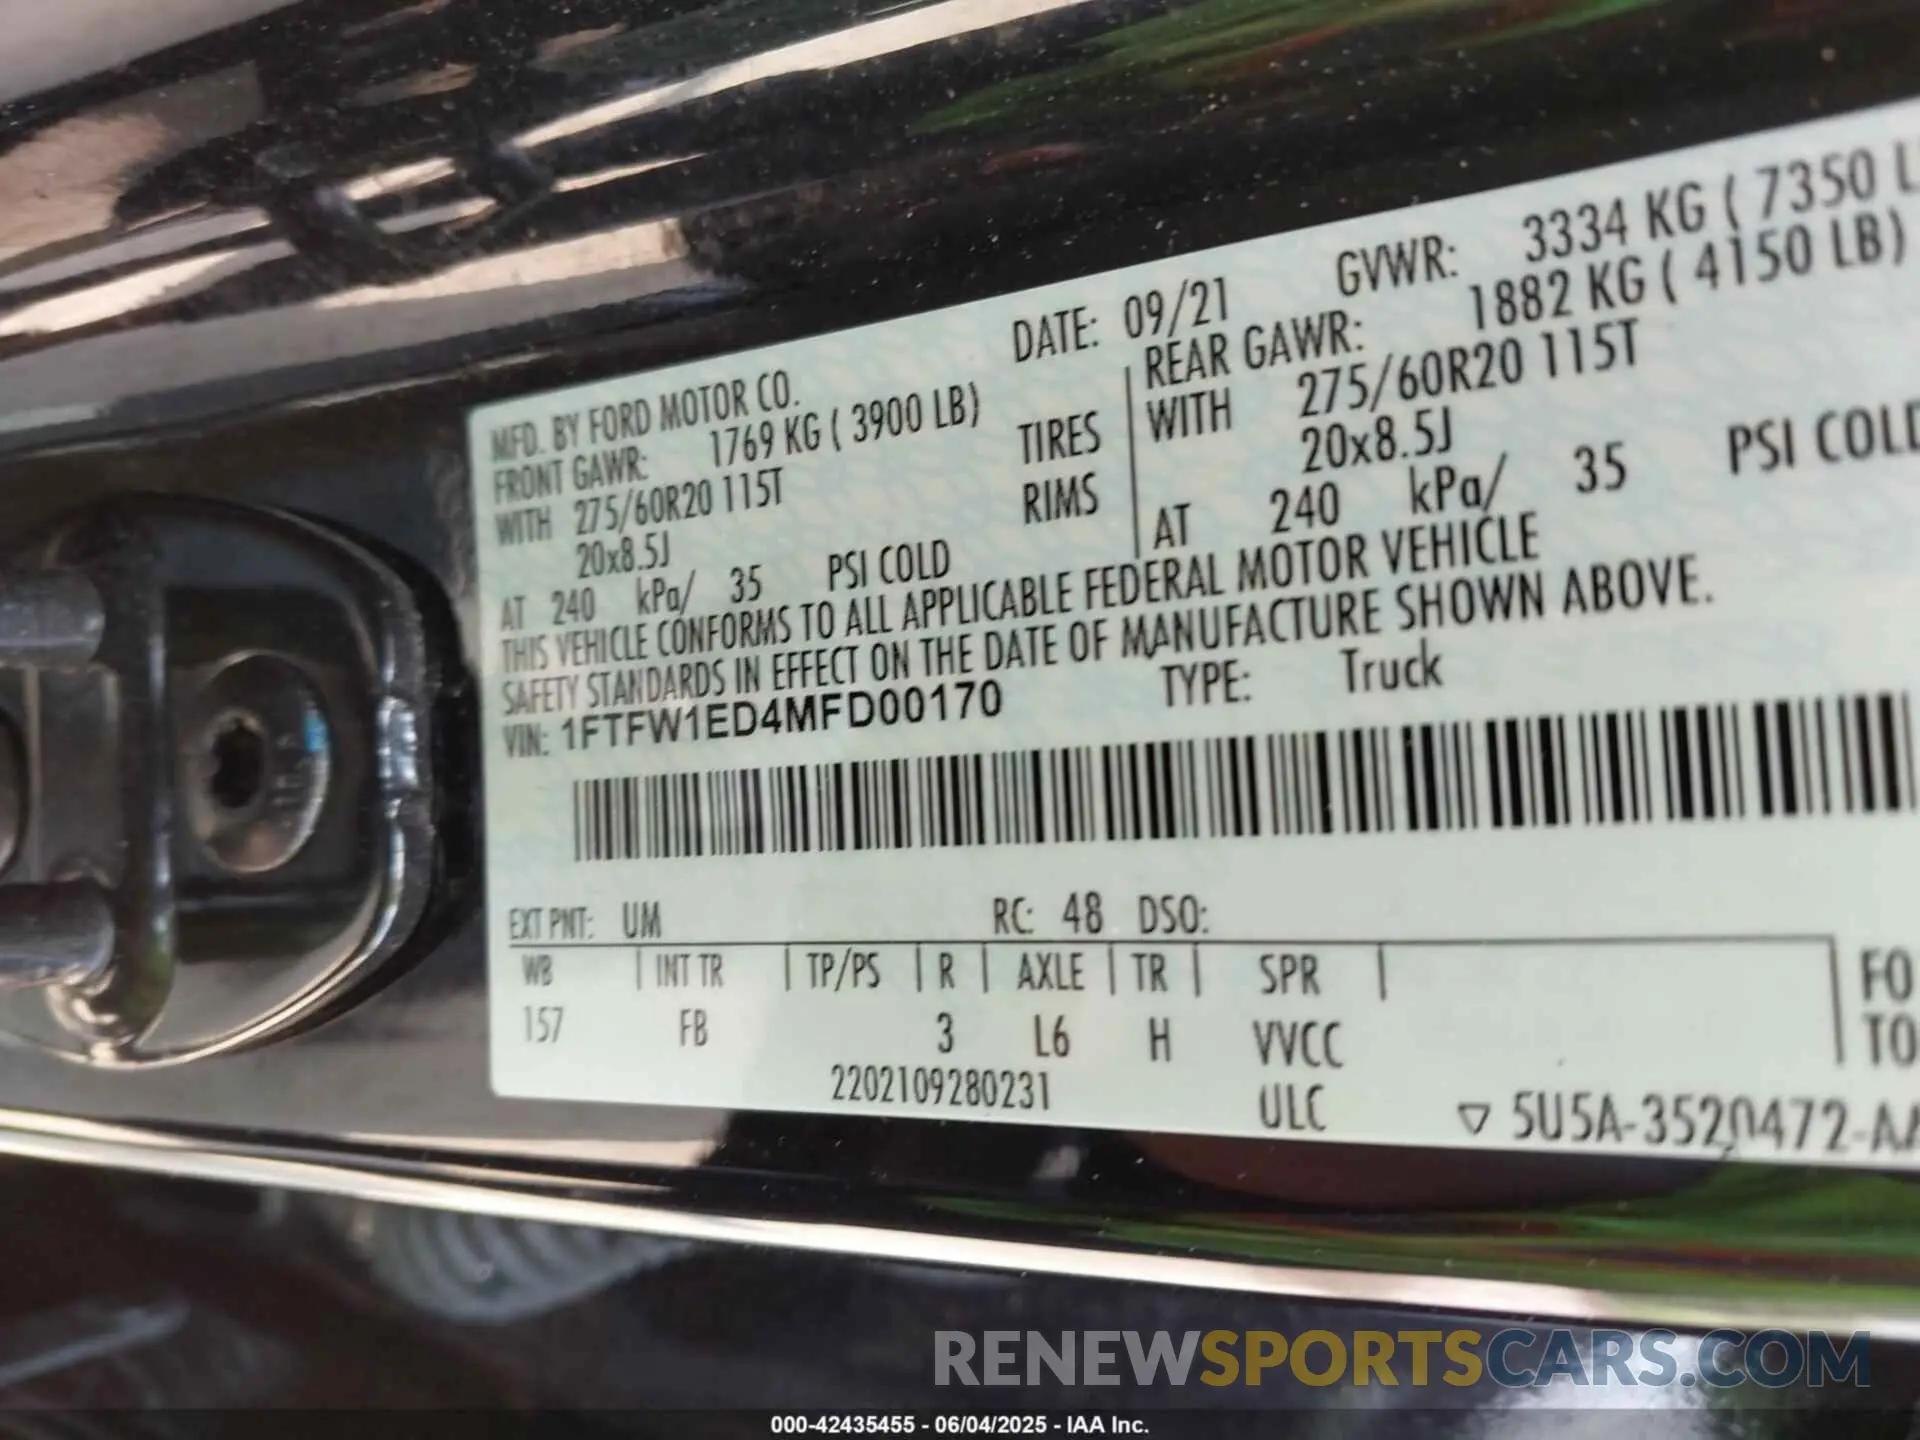 MFD. BY FORD MOTOR CO. DATE: 09/21 GVWR: 3334 KG ( 7350 L
FRONT GAWR: 1769 KG ( 3900 LB) REAR GAWR: 1882 KG ( 4150 LB)
WITH 275/60R20 115T TIRES WITH 275/60R20 115T
20x8.5J RIMS 20x8.5J
AT 240 kPa/ 35 PSI COLD AT 240 kPa/ 35 PSI COLD
THIS VEHICLE CONFORMS TO ALL APPLICABLE FEDERAL MOTOR VEHICLE
SAFETY STANDARDS IN EFFECT ON THE DATE OF MANUFACTURE SHOWN ABOVE.
VIN: 1FTFW1ED4MFD00170 TYPE: Truck
EXT PNT: UM RC: 48 DSO:
WB | INT TR | TP/PS | R | AXLE | TR | SPR | FO
157 FB 3 L6 H VVCC TO
2202109280231 ULC ▽ 5U5A-3520472-AA
RENEWSPORTSCARS.COM
000-42435455 - 06/04/2025 - IAA Inc.